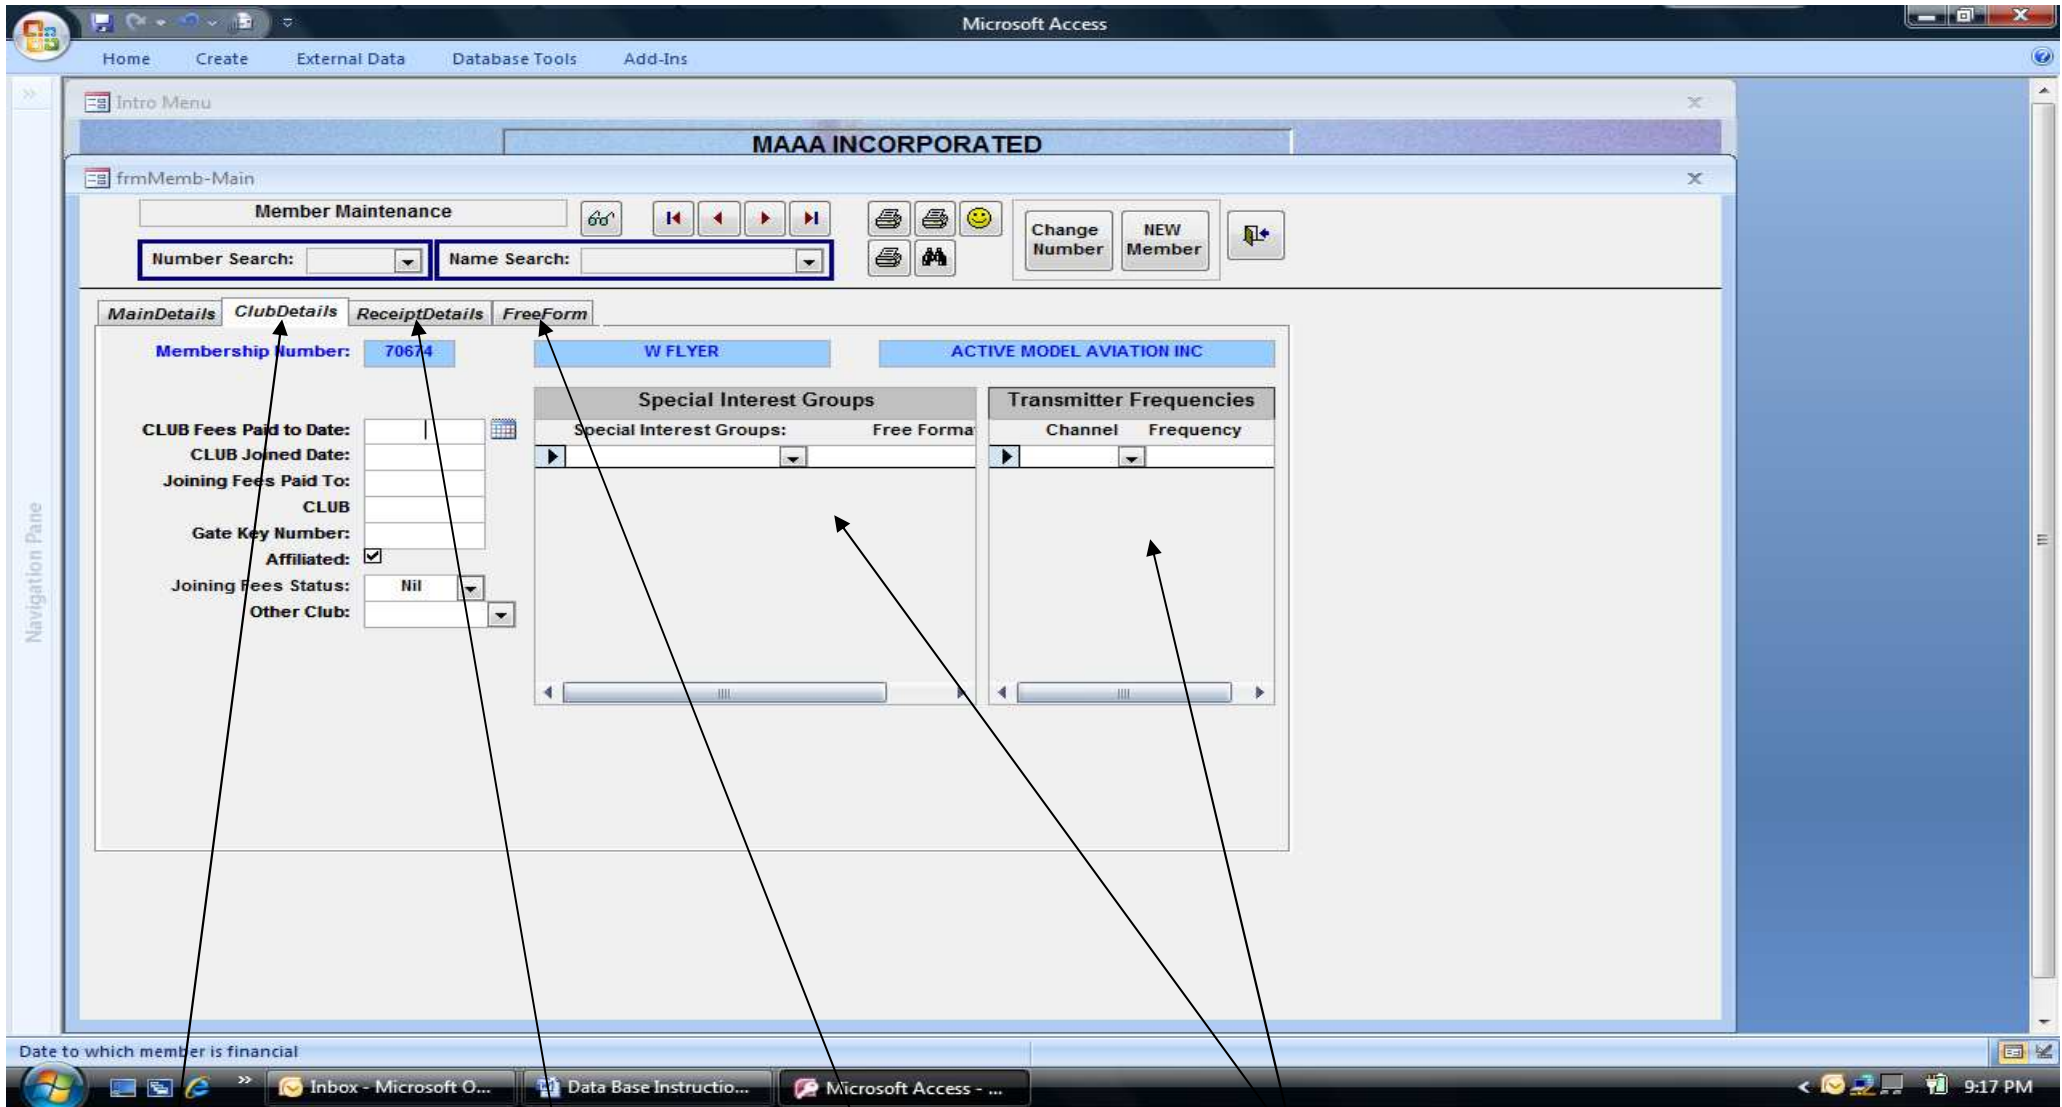 Microsoft Access
Home Create External Data Database Tools Add-Ins
Intro Menu
MAAA INCORPORATED
frmMemb-Main
Member Maintenance
Change Number
NEW Member
Number Search:
Name Search:
MainDetails ClubDetails ReceiptDetails FreeForm
Membership Number: 70674 W FLYER ACTIVE MODEL AVIATION INC
Special Interest Groups Transmitter Frequencies
CLUB Fees Paid to Date: Special Interest Groups: Free Forma Channel Frequency
CLUB Joined Date:
Joining Fees Paid To:
CLUB
Gate Key Number:
Affiliated:
Joining Fees Status: Nil
Other Club:
Navigation Pane
Date to which member is financial
Inbox - Microsoft O... Data Base Instructio... Microsoft Access - ... 9:17 PM